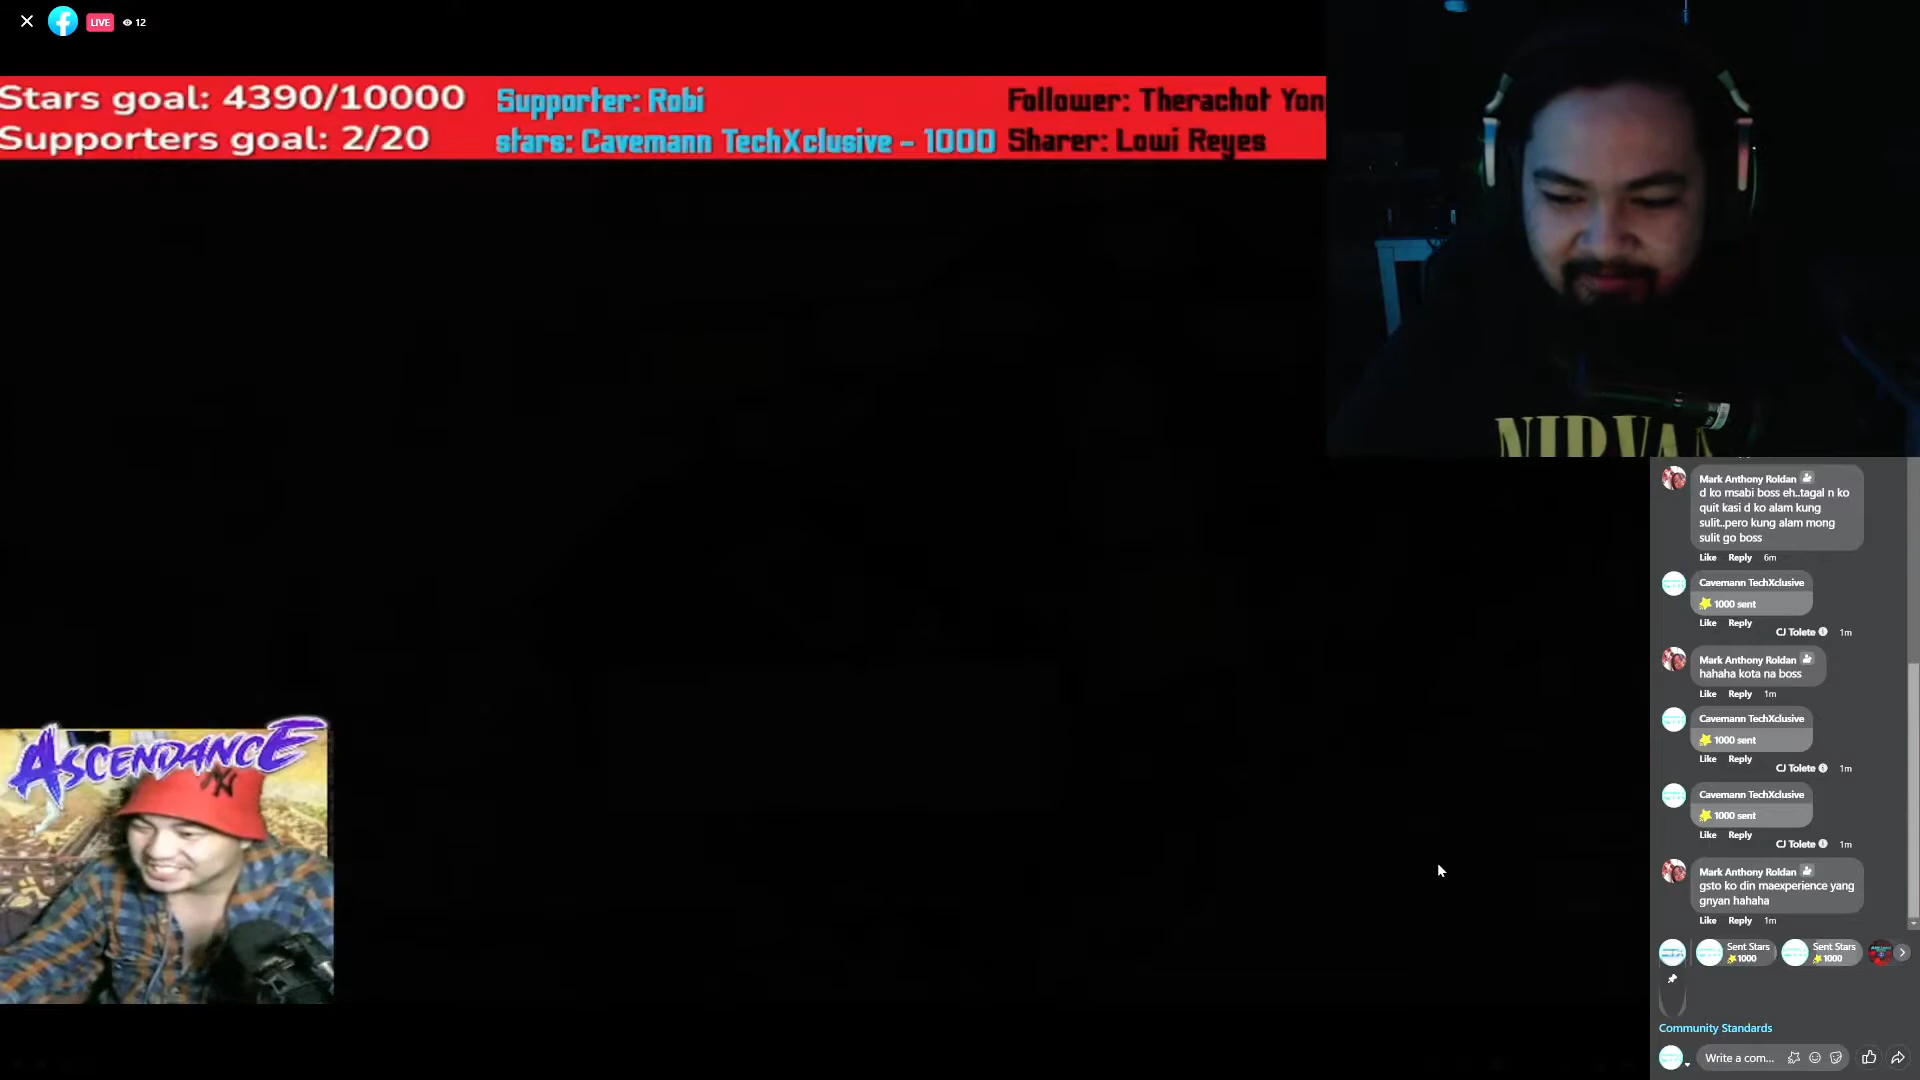 LIVE 12
Stars goal: 4390/10000
Supporters goal: 2/20
Supporter: Robi
stars: Cavemann TechXclusive - 1000
Follower: Therachot Yon
Sharer: Lowi Reyes
NIRVAN
ASCENDANCE
NY
Mark Anthony Roldan
d ko msabi boss eh..tagal n ko
quit kasi d ko alam kung
sulit..pero kung alam mong
sulit go boss
Like Reply 6m
Cavemann TechXclusive
1000 sent
Like Reply
CJ Tolete 1m
Mark Anthony Roldan
hahaha kota na boss
Like Reply 1m
Cavemann TechXclusive
1000 sent
Like Reply
CJ Tolete 1m
Cavemann TechXclusive
1000 sent
Like Reply
CJ Tolete 1m
Mark Anthony Roldan
gsto ko din maexperience yang
gnyan hahaha
Like Reply 1m
Sent Stars
1000
Sent Stars
1000
Community Standards
Write a com...